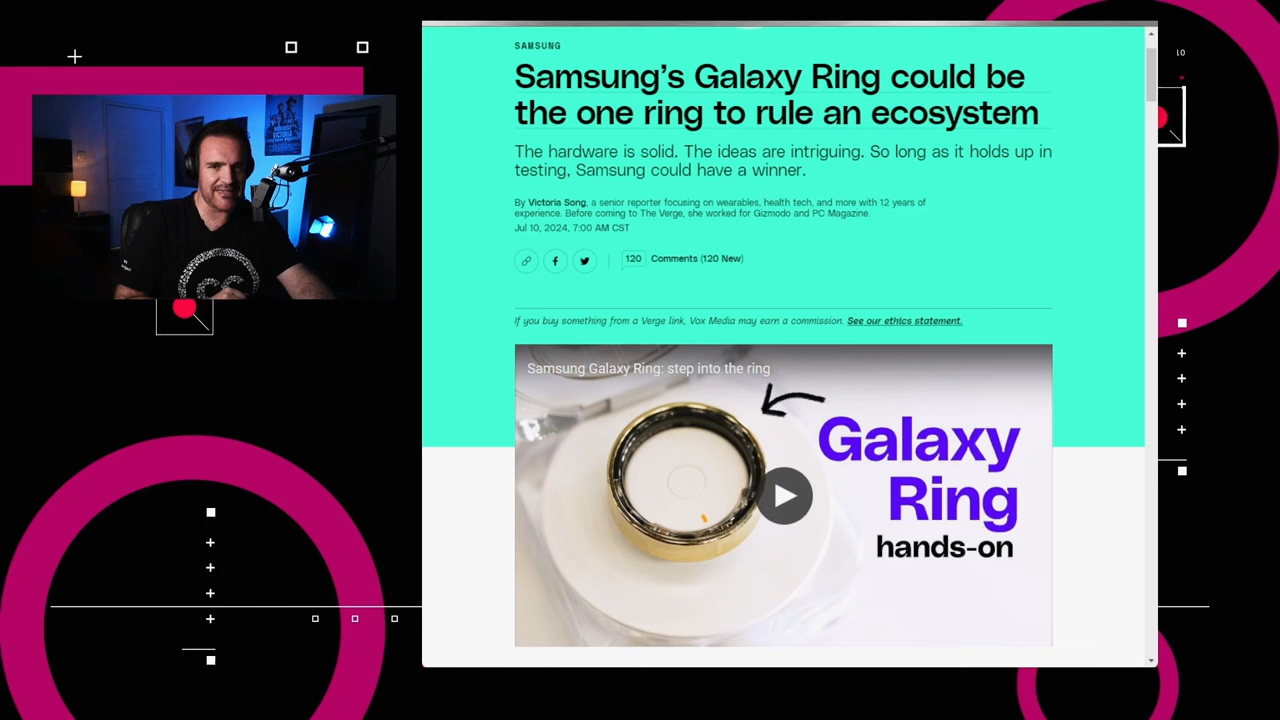 SAMSUNG
Samsung's Galaxy Ring could be
the one ring to rule an ecosystem
The hardware is solid. The ideas are intriguing. So long as it holds up in
testing, Samsung could have a winner.
By Victoria Song, a senior reporter focusing on wearables, health tech, and more with 12 years of
experience. Before coming to The Verge, she worked for Gizmodo and PC Magazine.
Jul 10, 2024, 7:00 AM CST
120 Comments (120 New)
If you buy something from a Verge link, Vox Media may earn a commission. See our ethics statement.
Samsung Galaxy Ring: step into the ring
Galaxy
Ring
hands-on